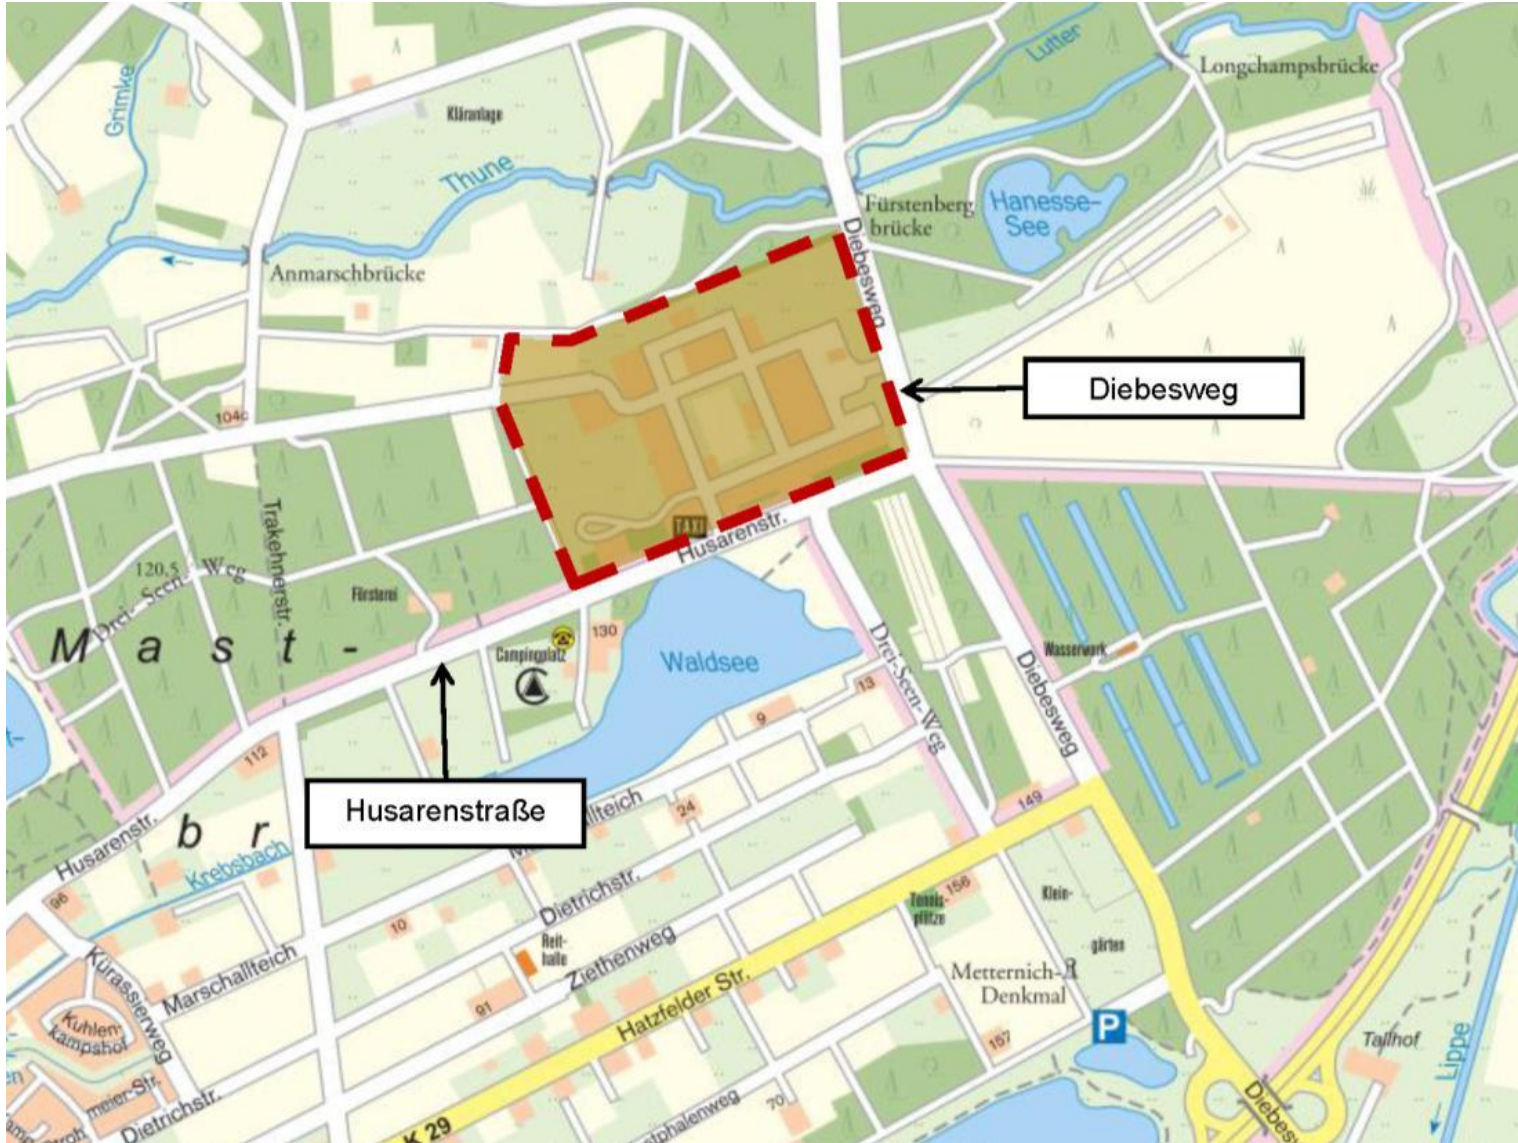 Grimke
Kläranlage
Lutter
Longchampsbrücke
Thune
Fürstenberg
brücke
Hanesse-
See
Anmarschbrücke
Diebesweg
Diebesweg
104c
Trakehnerstr.
TAXI
Husarenstr.
120,5
Drei-Seen-Weg
Försterei
M a s t -
Campingplatz
130
Waldsee
Drei-Seen-Weg
Wasserwerk
Diebesweg
13
9
112
Husarenstraße
24
149
Husarenstr.
b r
Krebsbach
Dietrichstr.
96
10
Reit-
halle
Ziethenweg
Tennis-
plätze
156
Klein-
gärten
Marschallteich
Kürassierweg
91
Hatzfelder Str.
Metternich-
Denkmal
Kuhlen-
kampshof
P
157
Tallhof
Lippe
meier-Str.
Dietrichstr.
K 29
70